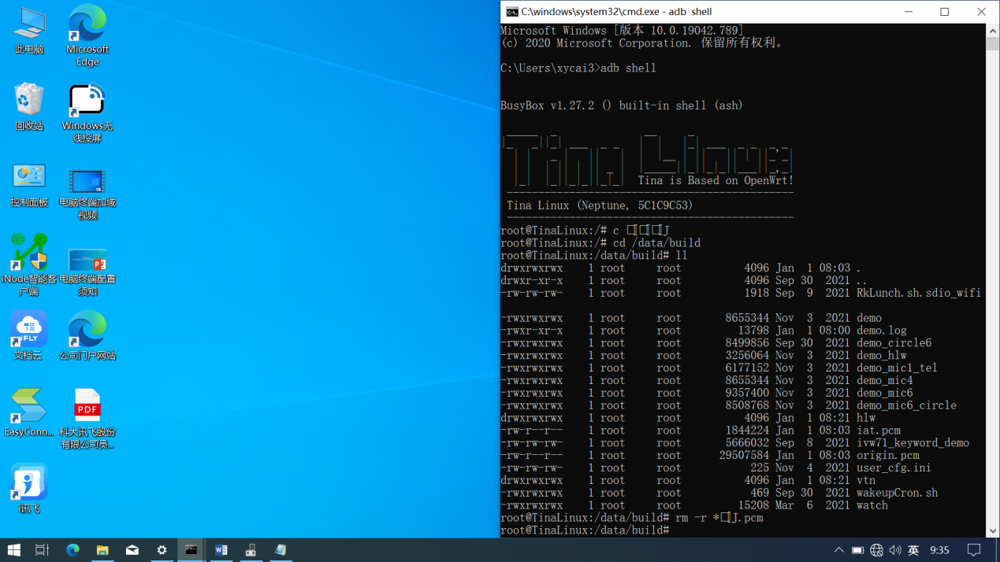 此电脑
Microsoft Edge
回收站
Windows无线投屏
控制面板
电脑终端加域视频
iNode智能客户端
电脑终端配置须知
iFLY
文档云
公司门户网站
EasyConn...
PDF
科大讯飞股份有限公司员...
i讯飞
C:\windows\system32\cmd.exe - adb shell
Microsoft Windows [版本 10.0.19042.789]
(c) 2020 Microsoft Corporation. 保留所有权利。
C:\Users\xycai3>adb shell
BusyBox v1.27.2 () built-in shell (ash)
Tina Linux
Tina is Based on OpenWrt!
Tina Linux (Neptune, 5C1C9C53)
root@TinaLinux:/# c □[□[□[J
root@TinaLinux:/# cd /data/build
root@TinaLinux:/data/build# ll
drwxrwxrwx 1 root root 4096 Jan 1 08:03 .
drwxr-xr-x 1 root root 4096 Sep 30 2021 ..
-rw-rw-rw- 1 root root 1918 Sep 9 2021 RkLunch.sh.sdio_wifi
-rwxrwxrwx 1 root root 8655344 Nov 3 2021 demo
-rwxr-xr-x 1 root root 13798 Jan 1 08:00 demo.log
-rwxrwxrwx 1 root root 8499856 Sep 30 2021 demo_circle6
-rwxrwxrwx 1 root root 3256064 Nov 3 2021 demo_hlw
-rwxrwxrwx 1 root root 6177152 Nov 3 2021 demo_mic1_tel
-rwxrwxrwx 1 root root 8655344 Nov 3 2021 demo_mic4
-rwxrwxrwx 1 root root 9357400 Nov 3 2021 demo_mic6
-rwxrwxrwx 1 root root 8508768 Nov 3 2021 demo_mic6_circle
drwxrwxrwx 1 root root 4096 Jan 1 08:21 hlw
-rw-r--r-- 1 root root 1844224 Jan 1 08:03 iat.pcm
-rw-rw-rw- 1 root root 5666032 Sep 8 2021 ivw71_keyword_demo
-rw-r--r-- 1 root root 29507584 Jan 1 08:03 origin.pcm
-rw-rw-rw- 1 root root 225 Nov 4 2021 user_cfg.ini
drwxrwxrwx 1 root root 4096 Jan 1 08:21 vtn
-rwxrwxrwx 1 root root 469 Sep 30 2021 wakeupCron.sh
-rwxrwxrwx 1 root root 15208 Mar 6 2021 watch
root@TinaLinux:/data/build# rm -r *□[J.pcm
root@TinaLinux:/data/build#
英
9:35